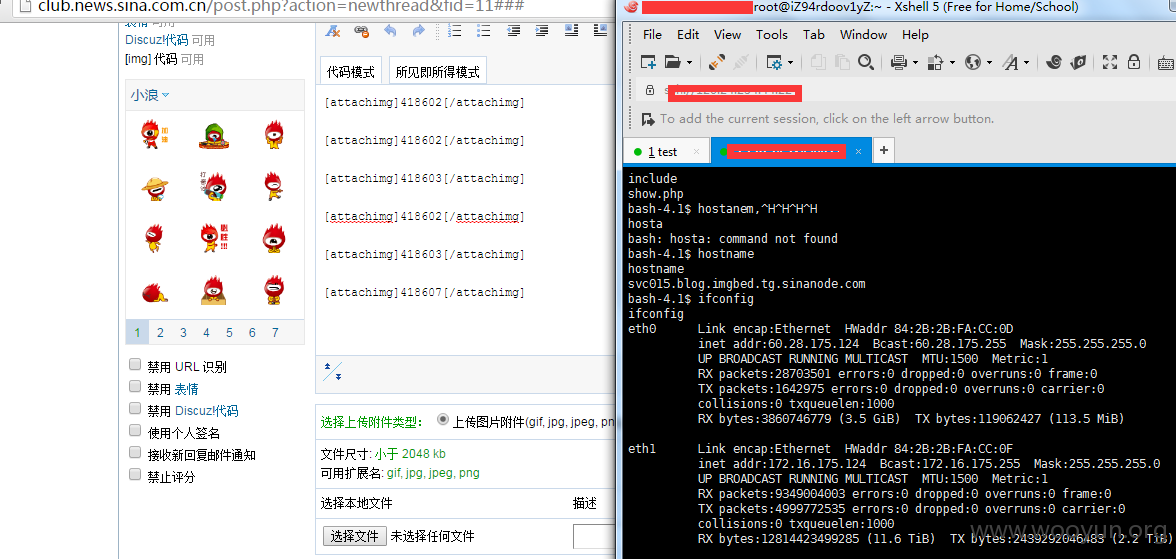 club.news.sina.com.cn/post.php?action=newthread&fid=11###
表情 可用
Discuz!代码 可用
[img] 代码 可用
小浪
1 2 3 4 5 6 7
禁用 URL 识别
禁用 表情
禁用 Discuz!代码
使用个人签名
接收新回复邮件通知
禁止评分
代码模式
所见即所得模式
[attachimg]418602[/attachimg]
[attachimg]418602[/attachimg]
[attachimg]418603[/attachimg]
[attachimg]418602[/attachimg]
[attachimg]418603[/attachimg]
[attachimg]418607[/attachimg]
选择上传附件类型: 上传图片附件(gif, jpg, jpeg, pn
文件尺寸: 小于 2048 kb
可用扩展名: gif, jpg, jpeg, png
选择本地文件 描述
选择文件 未选择任何文件
root@iZ94rdoov1yZ:~ - Xshell 5 (Free for Home/School)
File Edit View Tools Tab Window Help
To add the current session, click on the left arrow button.
1 test
include
show.php
bash-4.1$ hostanem,^H^H^H^H
hosta
bash: hosta: command not found
bash-4.1$ hostname
hostname
svc015.blog.imgbed.tg.sinanode.com
bash-4.1$ ifconfig
ifconfig
eth0 Link encap:Ethernet HWaddr 84:2B:2B:FA:CC:0D
inet addr:60.28.175.124 Bcast:60.28.175.255 Mask:255.255.255.0
UP BROADCAST RUNNING MULTICAST MTU:1500 Metric:1
RX packets:28703501 errors:0 dropped:0 overruns:0 frame:0
TX packets:1642975 errors:0 dropped:0 overruns:0 carrier:0
collisions:0 txqueuelen:1000
RX bytes:3860746779 (3.5 GiB) TX bytes:119062427 (113.5 MiB)
eth1 Link encap:Ethernet HWaddr 84:2B:2B:FA:CC:0F
inet addr:172.16.175.124 Bcast:172.16.175.255 Mask:255.255.255.0
UP BROADCAST RUNNING MULTICAST MTU:1500 Metric:1
RX packets:9349004003 errors:0 dropped:0 overruns:0 frame:0
TX packets:4999772535 errors:0 dropped:0 overruns:0 carrier:0
collisions:0 txqueuelen:1000
RX bytes:12814423499285 (11.6 TiB) TX bytes:2439292046483 (2.2 TiB)
www.wooyun.org